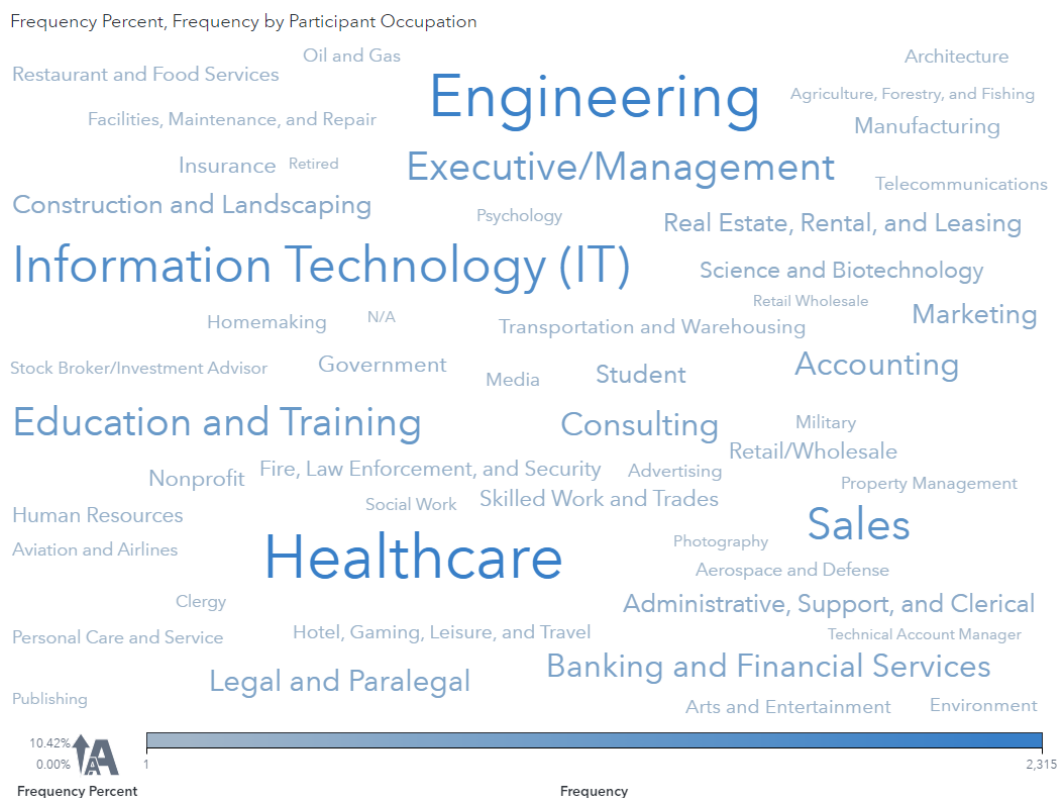 Frequency Percent, Frequency by Participant Occupation
Oil and Gas
Architecture
Restaurant and Food Services
Engineering
Agriculture, Forestry, and Fishing
Facilities, Maintenance, and Repair
Manufacturing
Insurance
Retired
Executive/Management
Telecommunications
Construction and Landscaping
Psychology
Real Estate, Rental, and Leasing
Information Technology (IT)
Science and Biotechnology
Retail Wholesale
Homemaking
N/A
Transportation and Warehousing
Marketing
Stock Broker/Investment Advisor
Government
Media
Student
Accounting
Education and Training
Consulting
Military
Retail/Wholesale
Nonprofit
Fire, Law Enforcement, and Security
Advertising
Property Management
Social Work
Skilled Work and Trades
Human Resources
Sales
Aviation and Airlines
Healthcare
Photography
Aerospace and Defense
Clergy
Administrative, Support, and Clerical
Personal Care and Service
Hotel, Gaming, Leisure, and Travel
Technical Account Manager
Legal and Paralegal
Banking and Financial Services
Publishing
Arts and Entertainment
Environment
10.42%
0.00%
AAA
1
2,315
Frequency Percent
Frequency